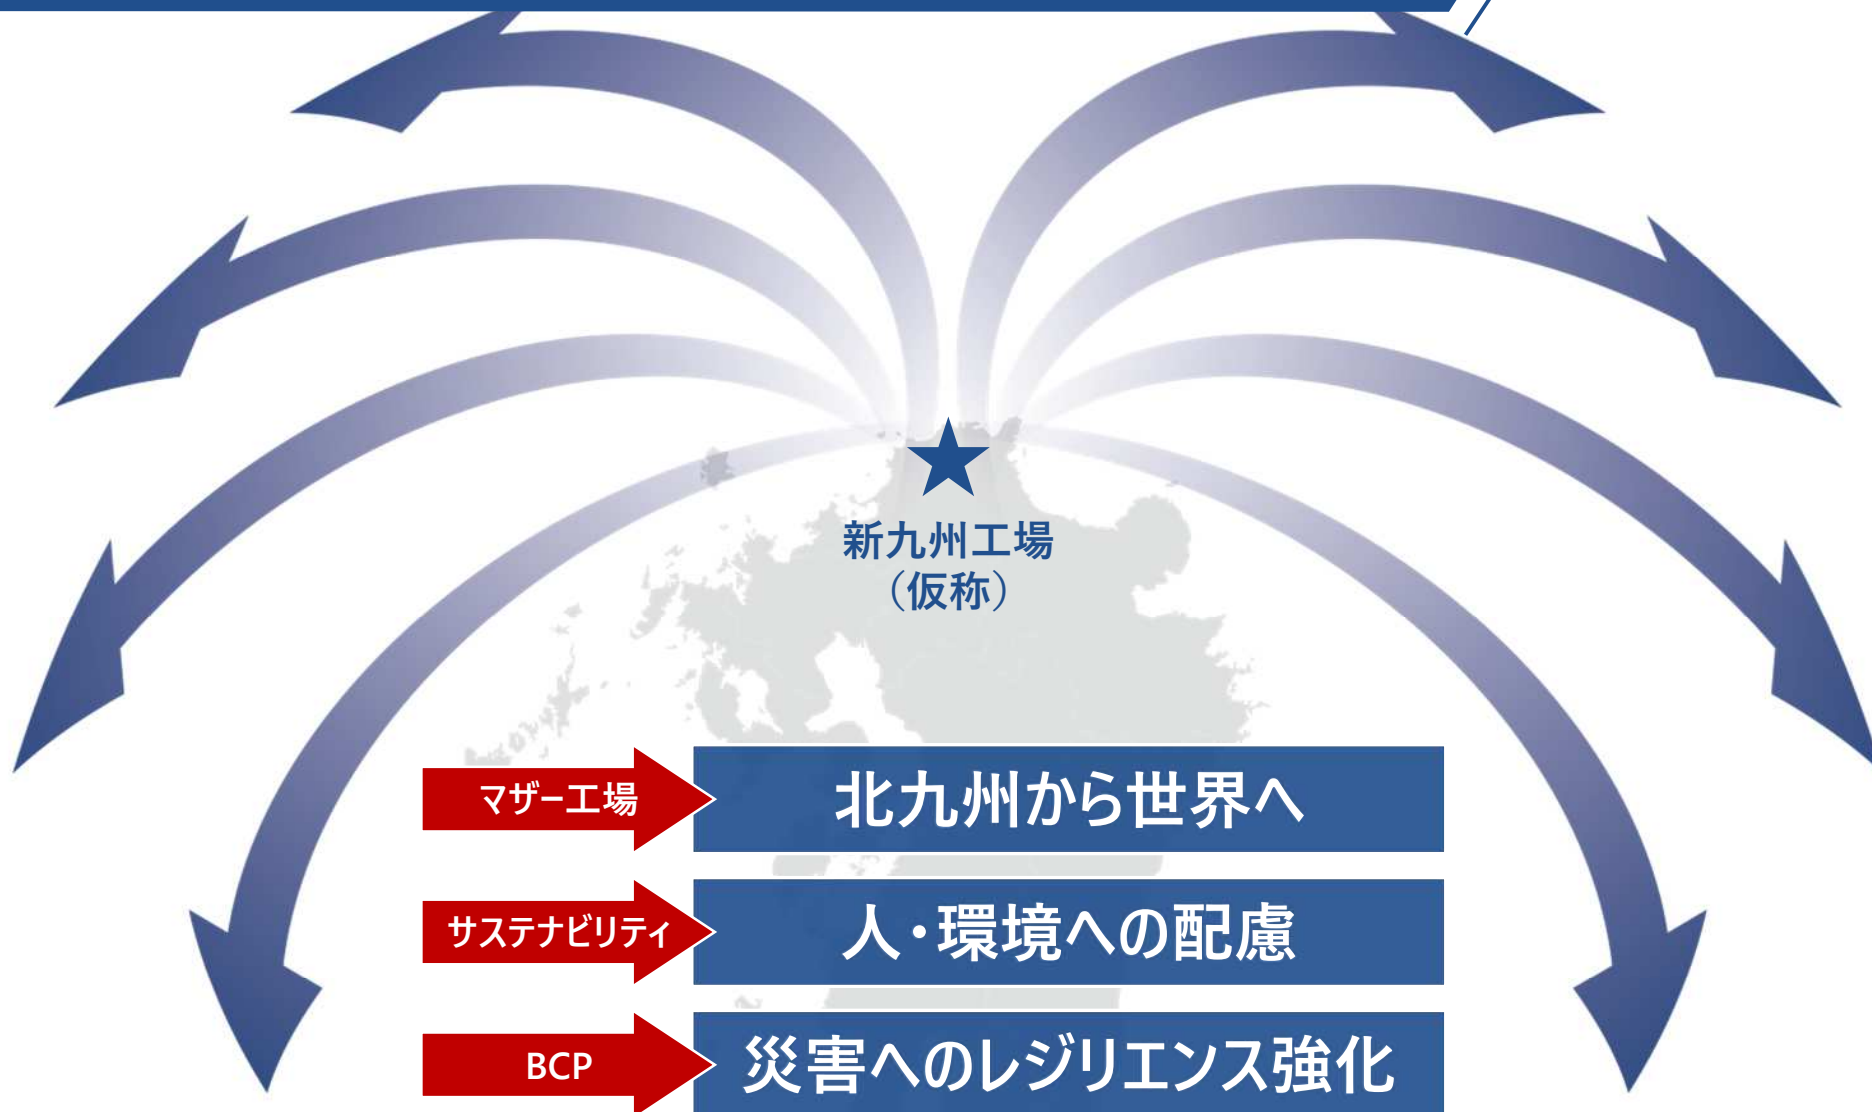 新九州工場
（仮称）
マザー工場
北九州から世界へ
サステナビリティ
人・環境への配慮
BCP
災害へのレジリエンス強化